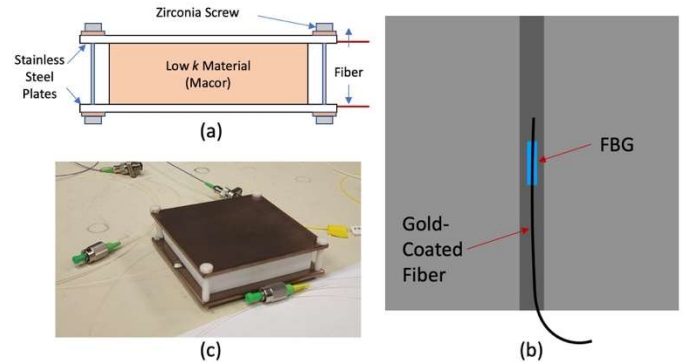 Zirconia Screw
Stainless
Steel
Plates
Low k Material
(Macor)
Fiber
(a)
FBG
Gold-
Coated
Fiber
(c)
(b)